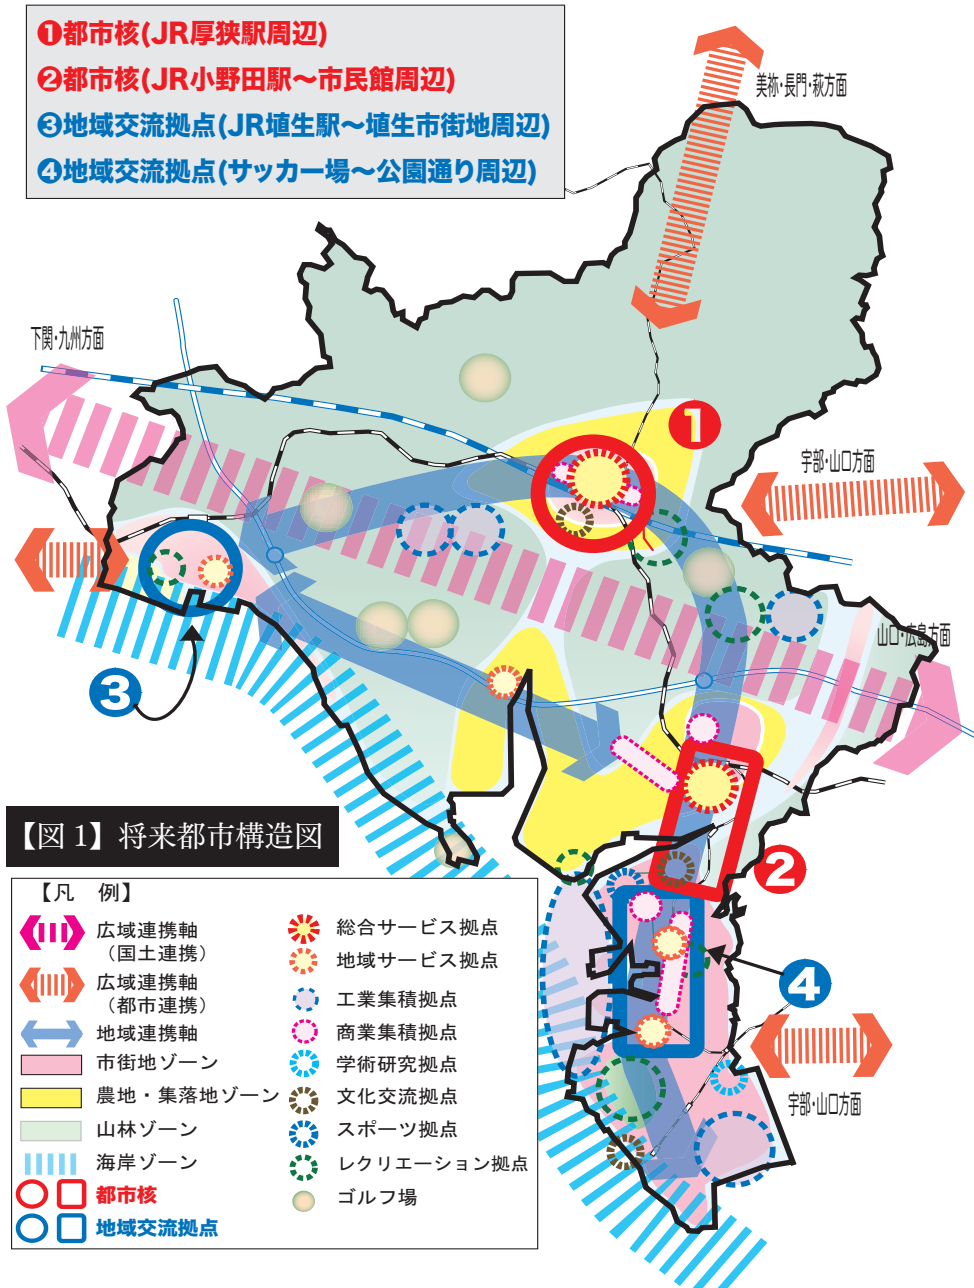 ❶都市核(JR厚狭駅周辺)
❷都市核(JR小野田駅～市民館周辺)
❸地域交流拠点(JR埴生駅～埴生市街地周辺)
❹地域交流拠点(サッカー場～公園通り周辺)
美祢・長門・萩方面
下関・九州方面
❶
宇部・山口方面
山口・広島方面
❸
【図1】将来都市構造図
❷
❹
宇部・山口方面
【凡 例】
広域連携軸
（国土連携）
広域連携軸
（都市連携）
地域連携軸
市街地ゾーン
農地・集落地ゾーン
山林ゾーン
海岸ゾーン
都市核
地域交流拠点
総合サービス拠点
地域サービス拠点
工業集積拠点
商業集積拠点
学術研究拠点
文化交流拠点
スポーツ拠点
レクリエーション拠点
ゴルフ場